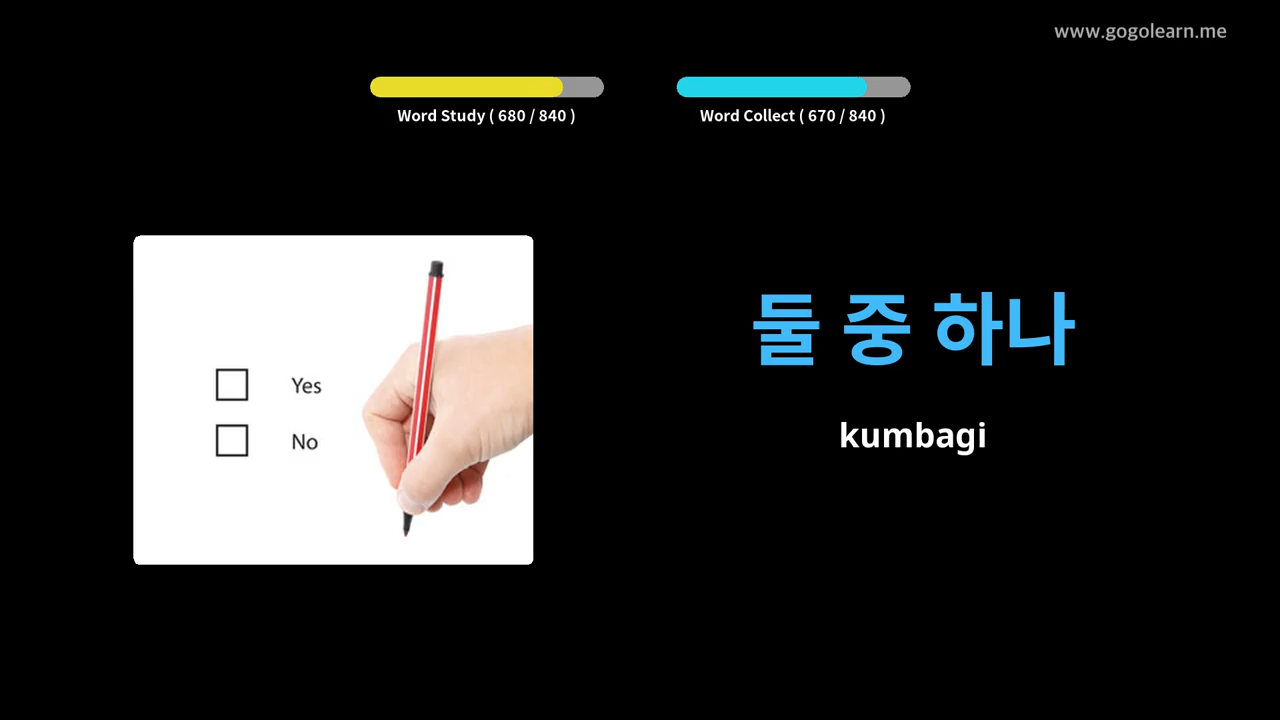 www.gogolearn.me
Word Study ( 680 / 840 )
Word Collect ( 670 / 840 )
Yes
No
둘 중 하나
kumbagi